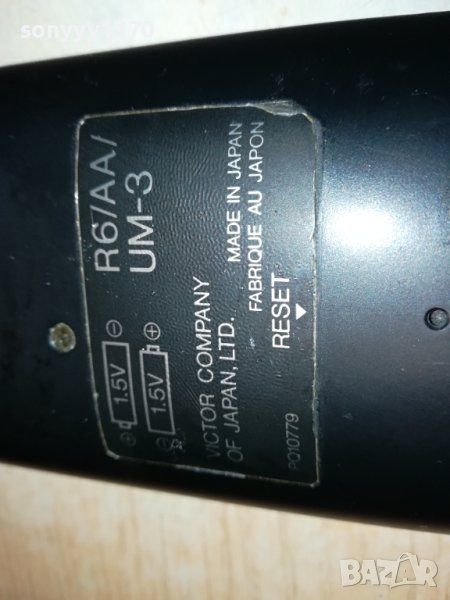 sonyyy1970
R6/AA/
UM-3
⊕ 1.5V ⊖
⊖ 1.5V ⊕
VICTOR COMPANY
OF JAPAN, LTD.
MADE IN JAPAN
FABRIQUE AU JAPON
RESET
PQ10779
BAZAR